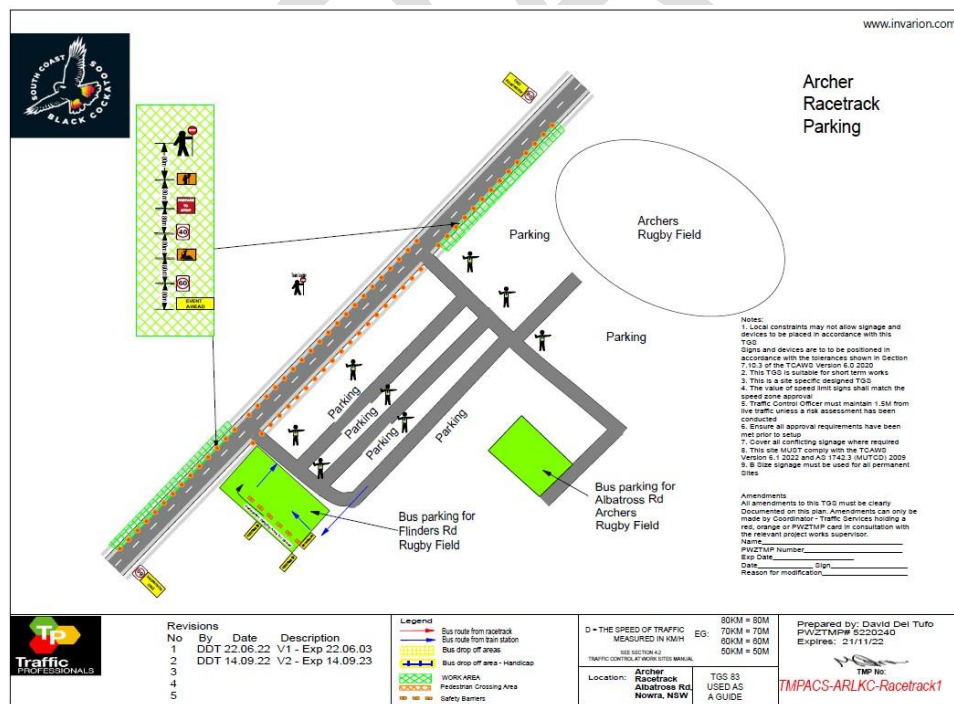 www.invarion.com
SOUTH COAST
BLACK COCKATOOS
Archer
Racetrack
Parking
PREPARE
TO
STOP
40
60
EVENT
AHEAD
Parking
Archers
Rugby Field
Parking
Parking
Parking
Parking
Parking
Bus parking for
Flinders Rd
Rugby Field
Bus parking for
Albatross Rd
Archers
Rugby Field
Notes:
1. Local constraints may not allow signage and
devices to be placed in accordance with this
TGS
Signs and devices are to to be positioned in
accordance with the tolerances shown in Section
7.10.3 of the TCAWS Version 6.0 2020
2. This TGS is suitable for short term works
3. This is a site specific designed TGS
4. The value of speed limit signs shall match the
speed zone approval
5. Traffic Control Officer must maintain 1.5M from
live traffic unless a risk assessment has been
conducted
6. Ensure all approval requirements have been
met prior to setup
7. Cover all conflicting signage where required
8. This site MUST comply with the TCAWS
Version 6.1 2022 and AS 1742.3 (MUTCD) 2009
9. B Size signage must be used for all permanent
Sites
Amendments
All amendments to this TGS must be clearly
Documented on this plan. Amendments can only be
made by Coordinator - Traffic Services holding a
red, orange or PWZTMP card in consultation with
the relevant project works supervisor.
Name
PWZTMP Number
Exp Date
Date Sign
Reason for modification
TP
Traffic
PROFESSIONALS
Revisions
No By Date Description
1 DDT 22.06.22 V1 - Exp 22.06.03
2 DDT 14.09.22 V2 - Exp 14.09.23
3
4
5
Legend
Bus route from racetrack
Bus route from train station
Bus drop off areas
Bus drop off area - Handicap
WORK AREA
Pedestrian Crossing Area
Safety Barriers
D = THE SPEED OF TRAFFIC
MEASURED IN KM/H
SEE SECTION 4.2
TRAFFIC CONTROL AT WORK SITES MANUAL
EG:
80KM = 80M
70KM = 70M
60KM = 60M
50KM = 50M
Location: Archer
Racetrack
Albatross Rd,
Nowra, NSW
TGS 83
USED AS
A GUIDE
Prepared by: David Del Tufo
PWZTMP# 5220240
Expires: 21/11/22
TMP No:
TMPACS-ARLKC-Racetrack1